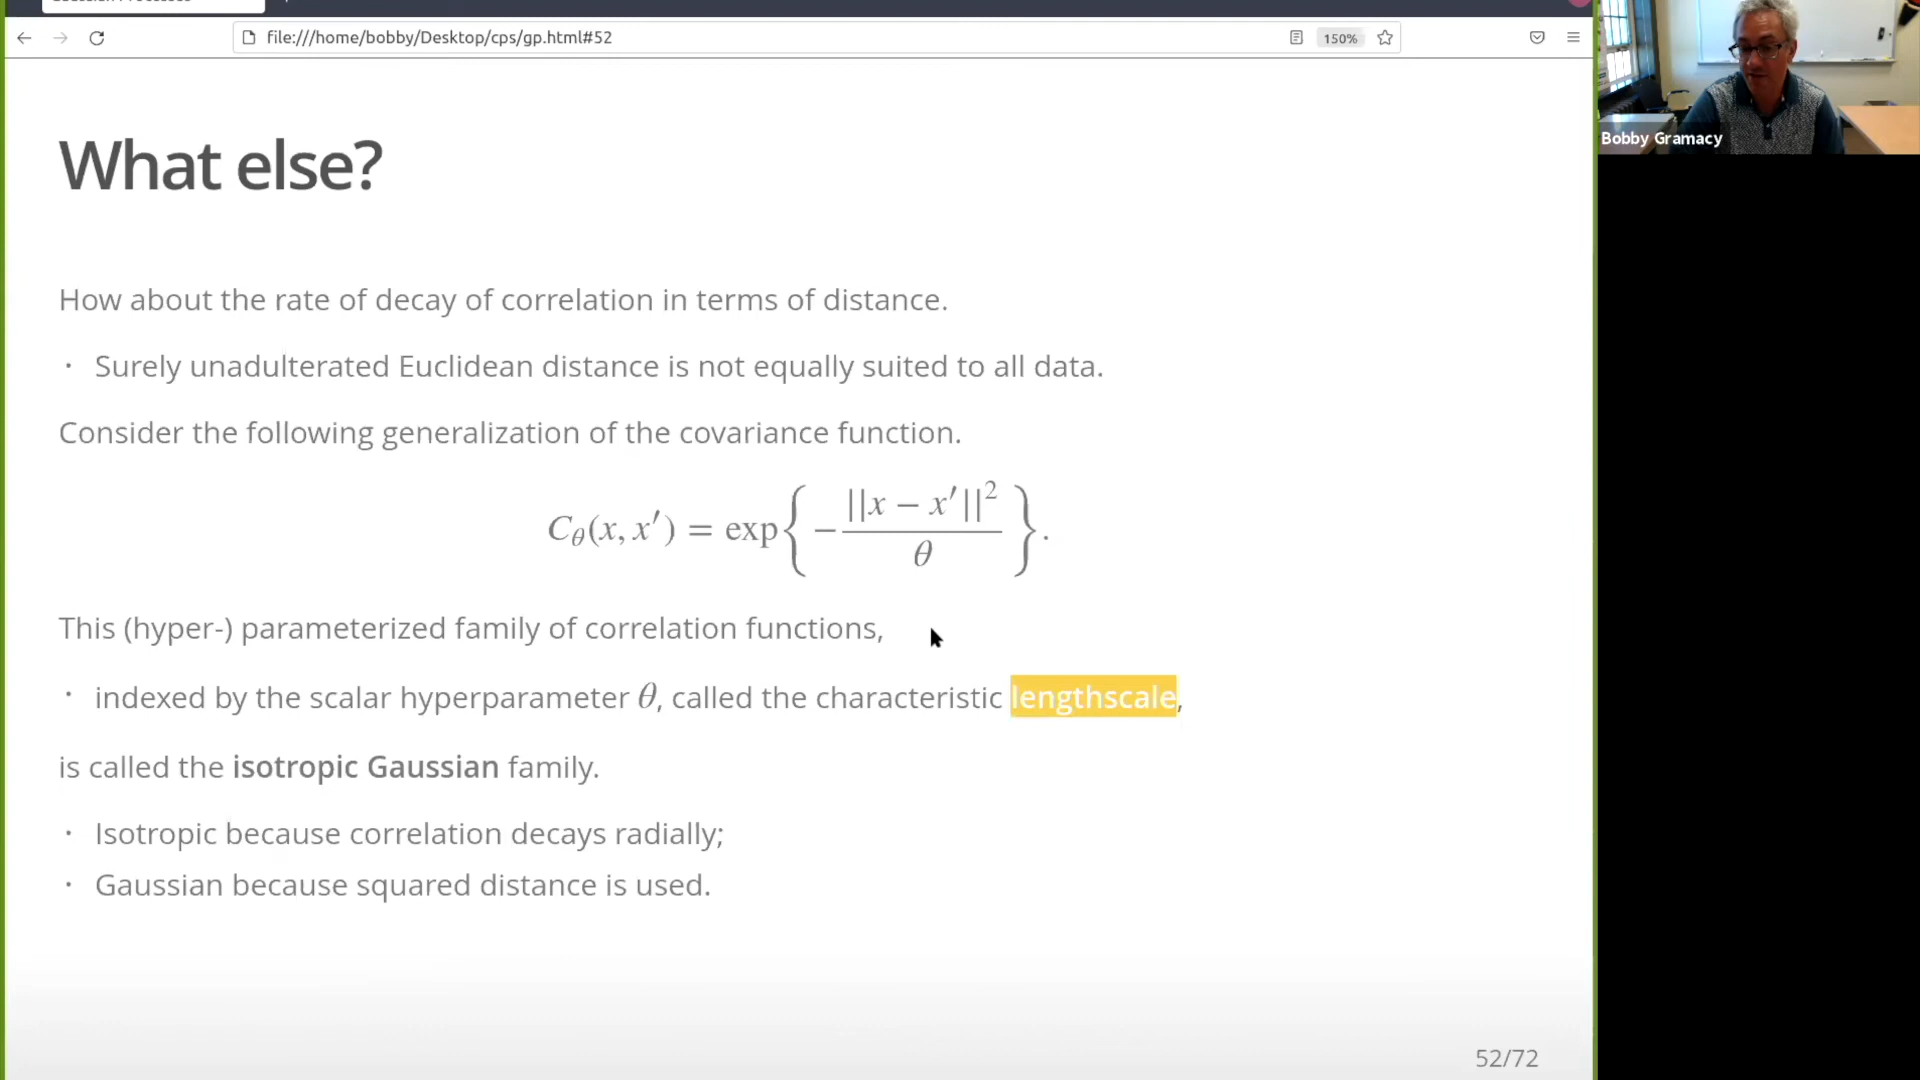 file:///home/bobby/Desktop/cps/gp.html#52
150%
Bobby Gramacy
What else?
How about the rate of decay of correlation in terms of distance.
· Surely unadulterated Euclidean distance is not equally suited to all data.
Consider the following generalization of the covariance function.
C_θ(x, x′) = exp{ − ||x − x′||² / θ }.
This (hyper-) parameterized family of correlation functions,
· indexed by the scalar hyperparameter θ, called the characteristic lengthscale,
is called the isotropic Gaussian family.
· Isotropic because correlation decays radially;
· Gaussian because squared distance is used.
52/72